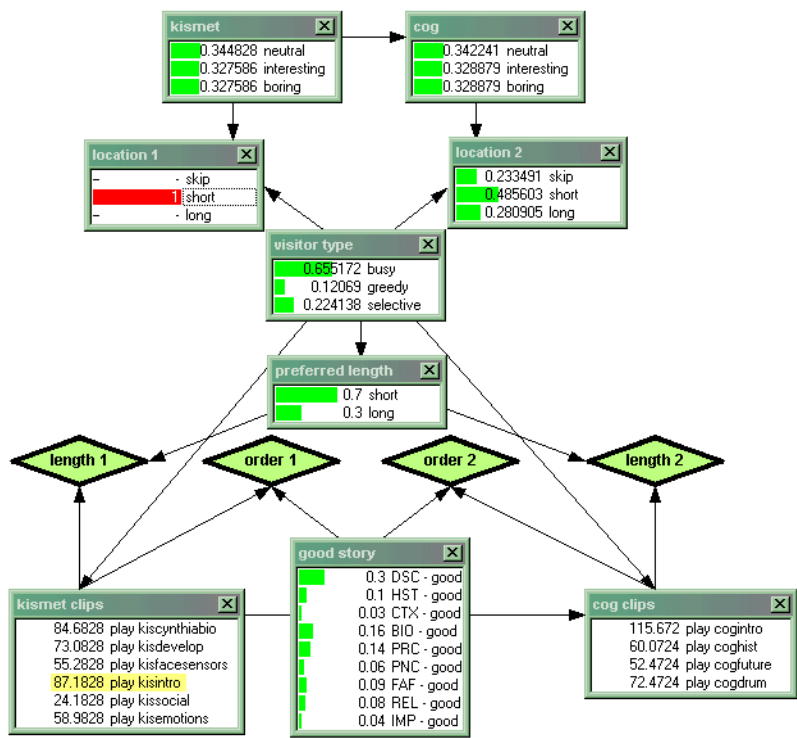 kismet
0.344828 neutral
0.327586 interesting
0.327586 boring
cog
0.342241 neutral
0.328879 interesting
0.328879 boring
location 1
- - skip
1 short
- - long
location 2
0.233491 skip
0.485603 short
0.280905 long
visitor type
0.655172 busy
0.12069 greedy
0.224138 selective
preferred length
0.7 short
0.3 long
length 1
order 1
order 2
length 2
kismet clips
84.6828 play kiscynthiabio
73.0828 play kisdevelop
55.2828 play kisfacesensors
87.1828 play kisintro
24.1828 play kissocial
58.9828 play kisemotions
good story
0.3 DSC - good
0.1 HST - good
0.03 CTX - good
0.16 BIO - good
0.14 PRC - good
0.06 PNC - good
0.09 FAF - good
0.08 REL - good
0.04 IMP - good
cog clips
115.672 play cogintro
60.0724 play coghist
52.4724 play cogfuture
72.4724 play cogdrum